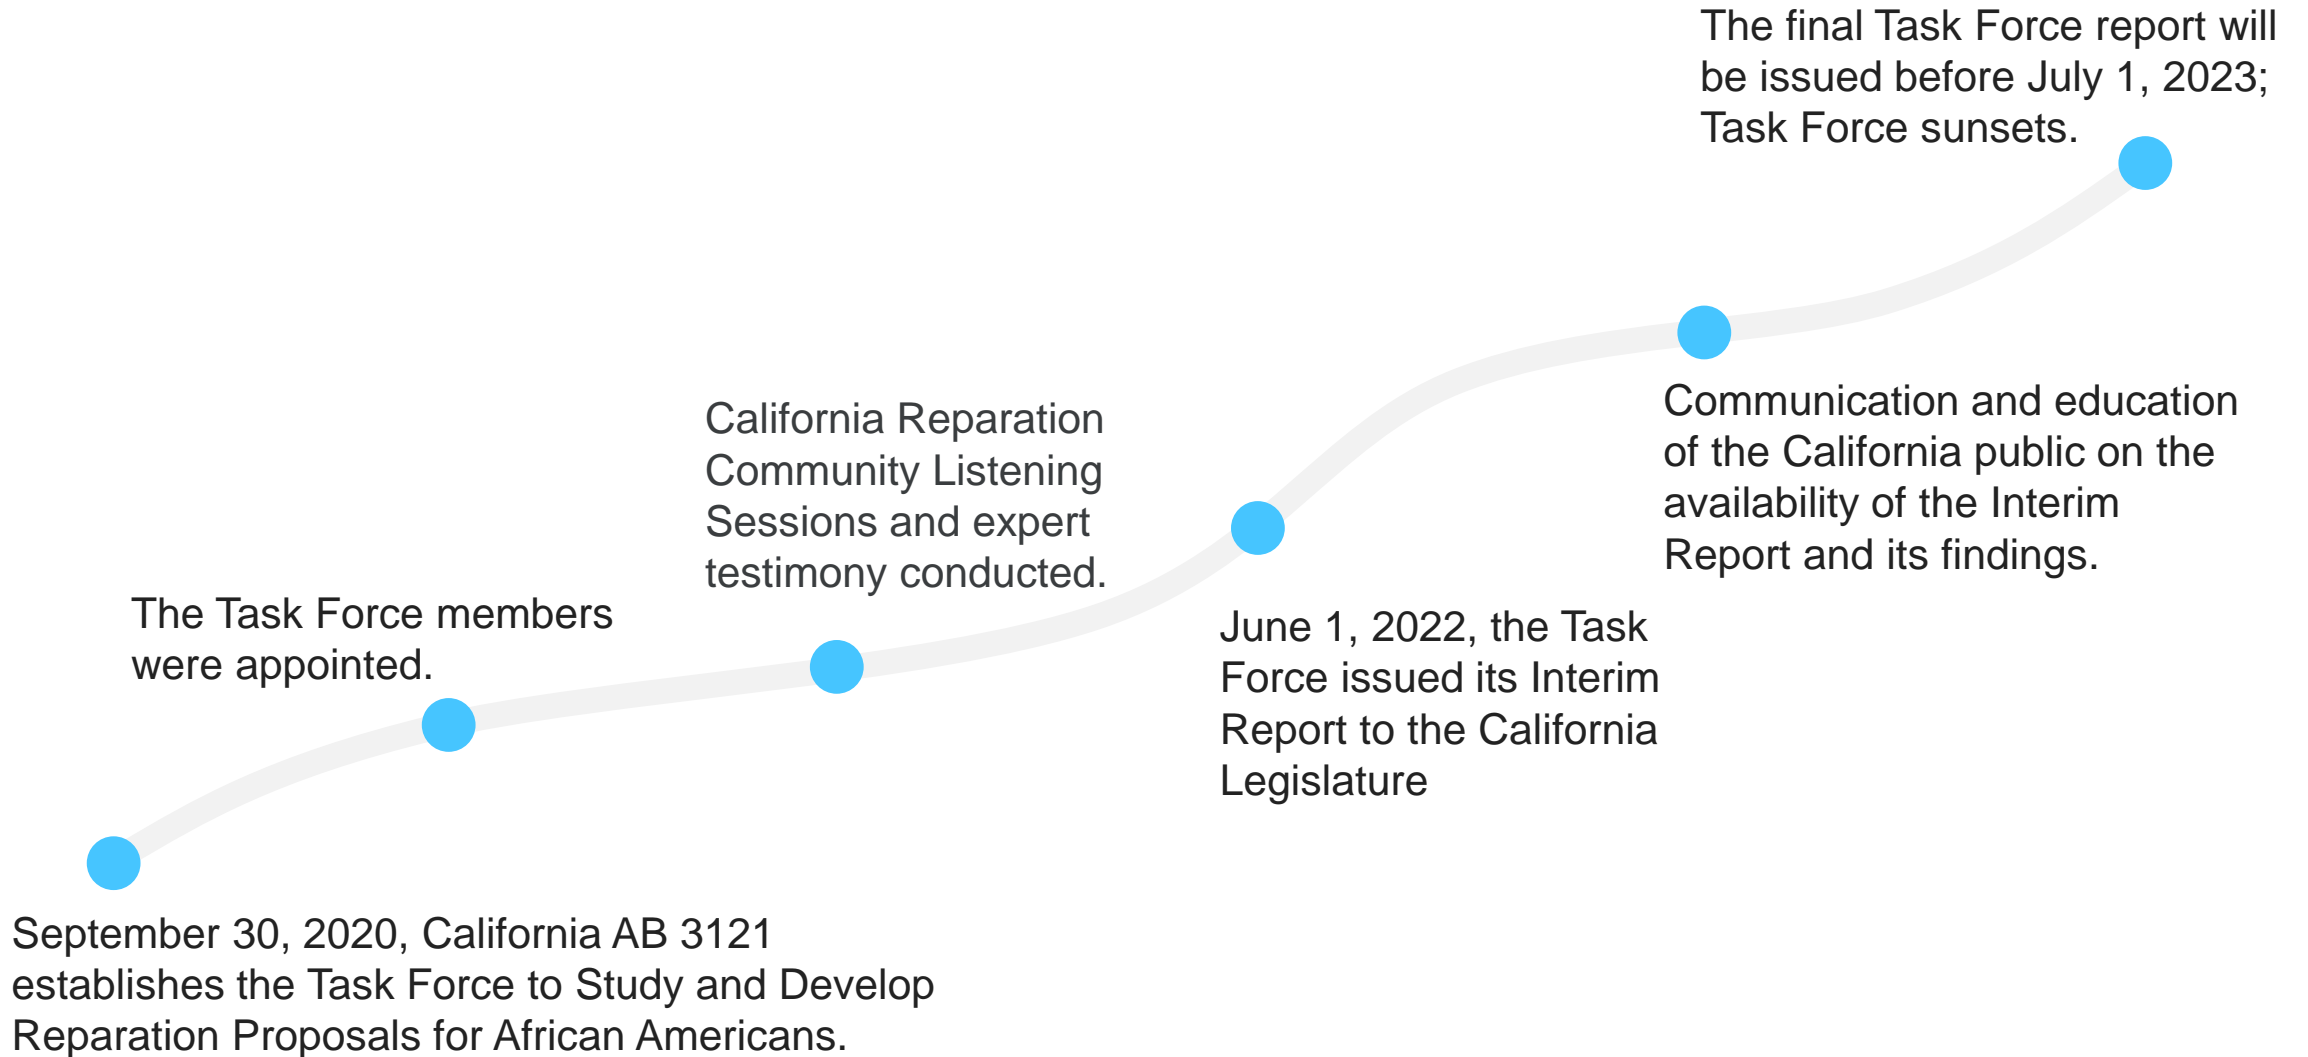 The final Task Force report will
be issued before July 1, 2023;
Task Force sunsets.
California Reparation
Community Listening
Sessions and expert
testimony conducted.
Communication and education
of the California public on the
availability of the Interim
Report and its findings.
The Task Force members
were appointed.
June 1, 2022, the Task
Force issued its Interim
Report to the California
Legislature
September 30, 2020, California AB 3121
establishes the Task Force to Study and Develop
Reparation Proposals for African Americans.